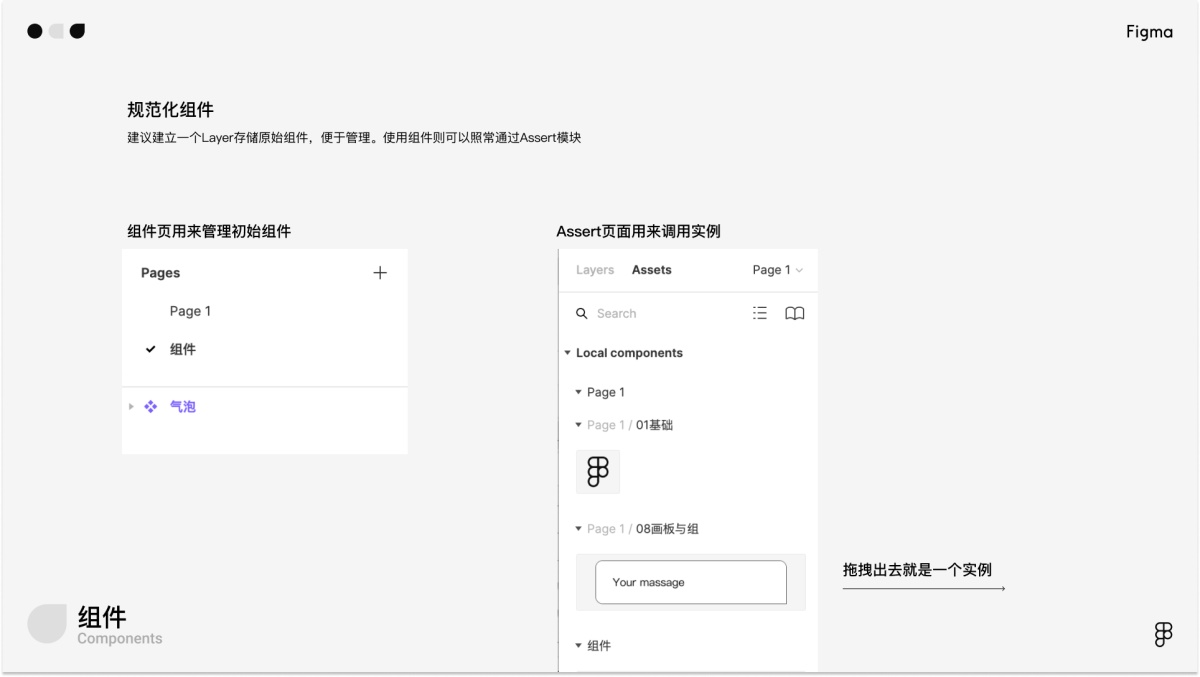 Figma
规范化组件
建议建立一个Layer存储原始组件，便于管理。使用组件则可以照常通过Assert模块
组件页用来管理初始组件
Pages
Page 1
组件
气泡
Assert页面用来调用实例
Layers Assets Page 1
Search
Local components
Page 1
Page 1 / 01基础
Page 1 / 08画板与组
Your massage
组件
拖拽出去就是一个实例
组件
Components